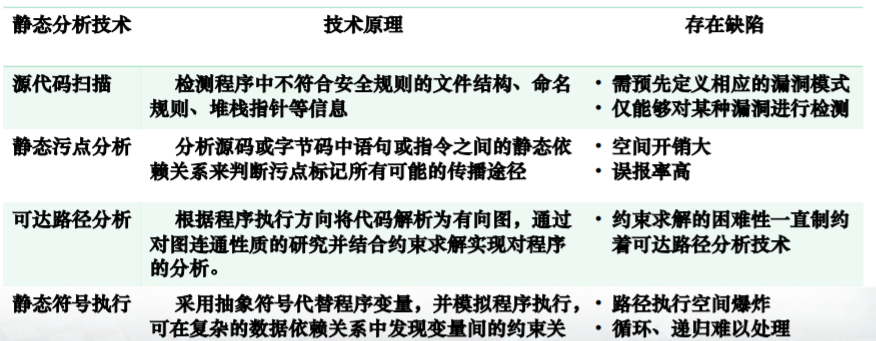 静态分析技术 技术原理 存在缺陷
源代码扫描 检测程序中不符合安全规则的文件结构、命名 • 需预先定义相应的漏洞模式
规则、堆栈指针等信息 • 仅能够对某种漏洞进行检测
静态污点分析 分析源码或字节码中语句或指令之间的静态依 • 空间开销大
赖关系来判断污点标记所有可能的传播途径 • 误报率高
可达路径分析 根据程序执行方向将代码解析为有向图，通过 • 约束求解的困难性一直制约
对图连通性质的研究并结合约束求解实现对程序 着可达路径分析技术
的分析。
静态符号执行 采用抽象符号代替程序变量，并模拟程序执行， • 路径执行空间爆炸
可在复杂的数据依赖关系中发现变量间的约束关 • 循环、递归难以处理